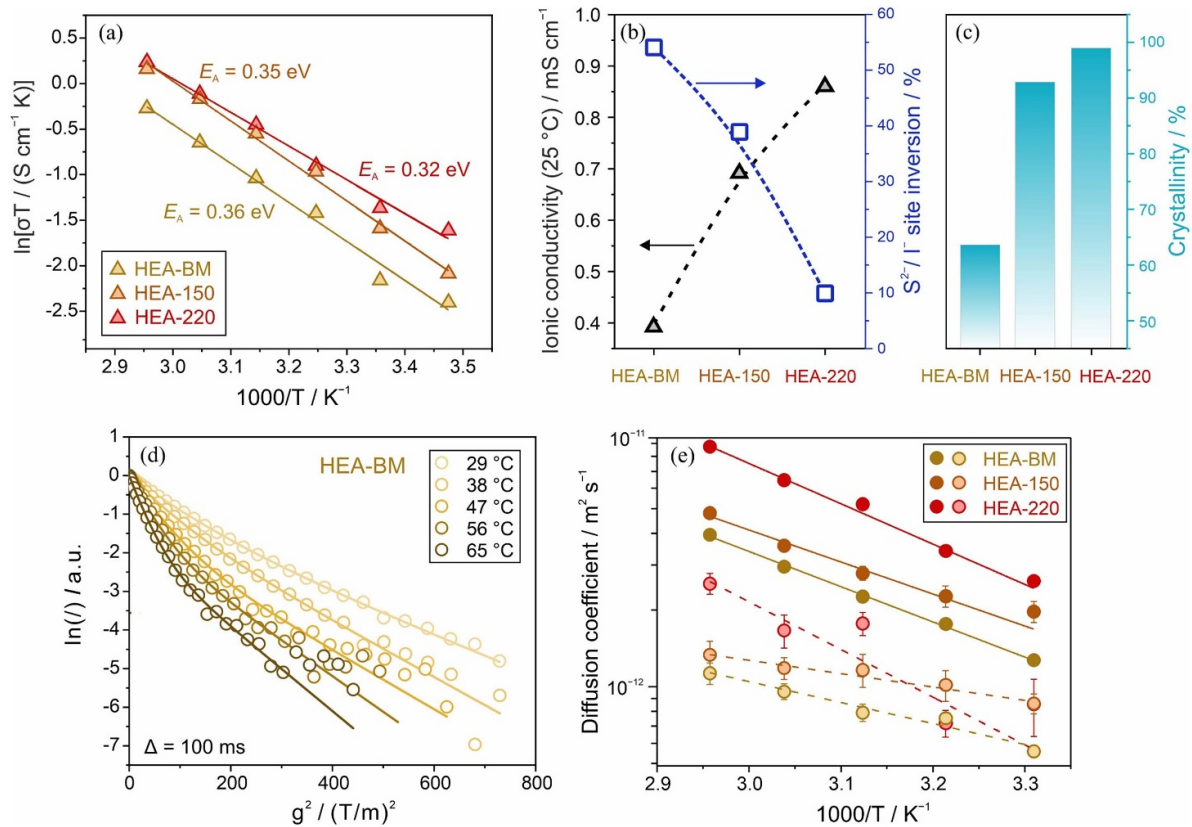 (a)
ln[σT / (S cm⁻¹ K)]
0.5
0.0
-0.5
-1.0
-1.5
-2.0
-2.5
E_A = 0.35 eV
E_A = 0.32 eV
E_A = 0.36 eV
HEA-BM
HEA-150
HEA-220
2.9 3.0 3.1 3.2 3.3 3.4 3.5
1000/T / K⁻¹
(b)
Ionic conductivity (25 °C) / mS cm⁻¹
1.0
0.9
0.8
0.7
0.6
0.5
0.4
60
50
40
30
20
10
0
S²⁻/ I⁻ site inversion / %
HEA-BM HEA-150 HEA-220
(c)
100
90
80
70
60
50
Crystallinity / %
HEA-BM HEA-150 HEA-220
(d)
HEA-BM
ln(I) / a.u.
1
0
-1
-2
-3
-4
-5
-6
-7
29 °C
38 °C
47 °C
56 °C
65 °C
Δ = 100 ms
0 200 400 600 800
g² / (T/m)²
(e)
Diffusion coefficient / m² s⁻¹
10⁻¹¹
10⁻¹²
HEA-BM
HEA-150
HEA-220
2.9 3.0 3.1 3.2 3.3
1000/T / K⁻¹